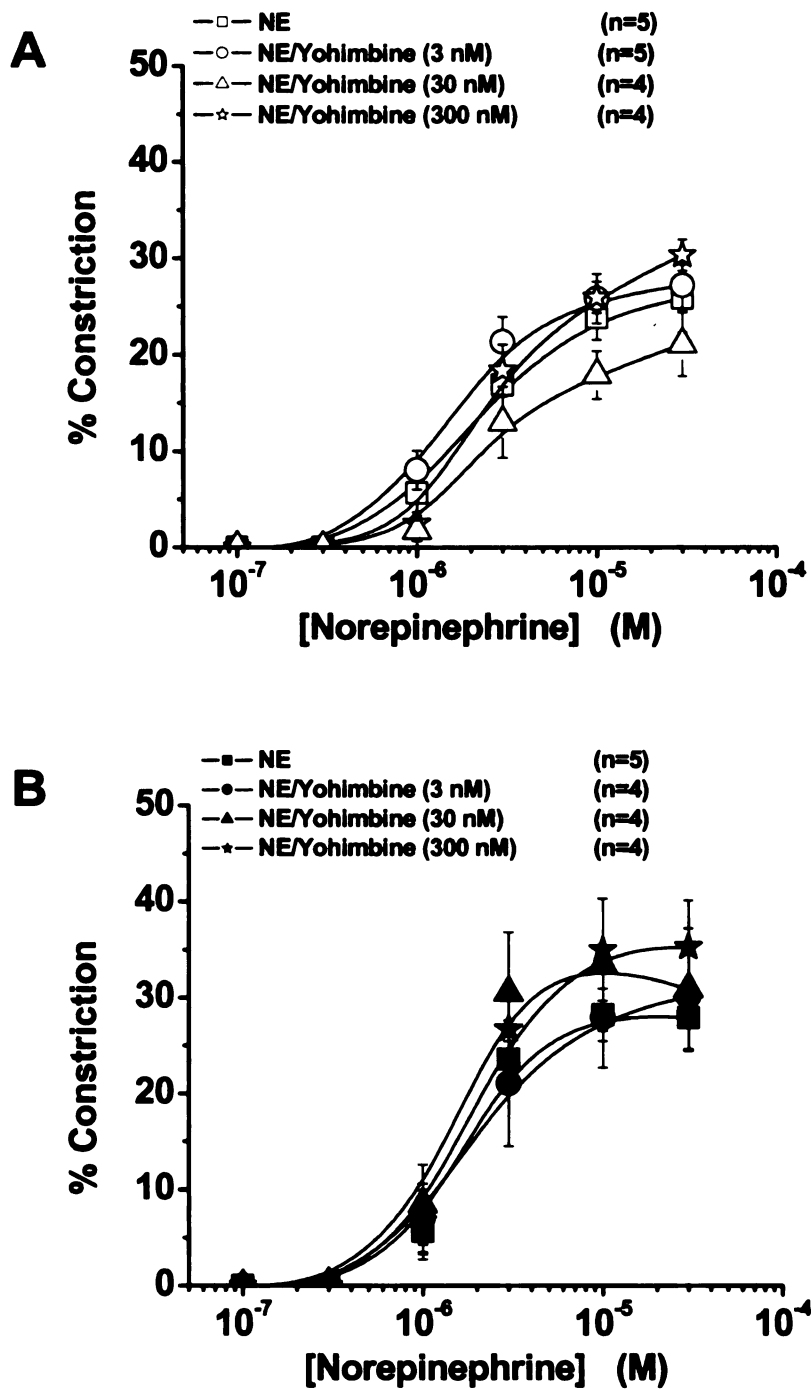 A
NE (n=5)
NE/Yohimbine (3 nM) (n=5)
NE/Yohimbine (30 nM) (n=4)
NE/Yohimbine (300 nM) (n=4)
50
40
30
20
10
0
% Constriction
10-7 10-6 10-5 10-4
[Norepinephrine] (M)
B
NE (n=5)
NE/Yohimbine (3 nM) (n=4)
NE/Yohimbine (30 nM) (n=4)
NE/Yohimbine (300 nM) (n=4)
50
40
30
20
10
0
% Constriction
10-7 10-6 10-5 10-4
[Norepinephrine] (M)